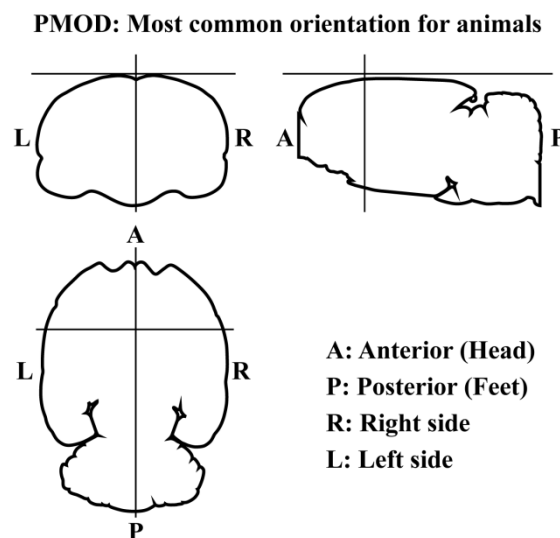 PMOD: Most common orientation for animals
L
R
A
P
A
L
R
P
A: Anterior (Head)
P: Posterior (Feet)
R: Right side
L: Left side